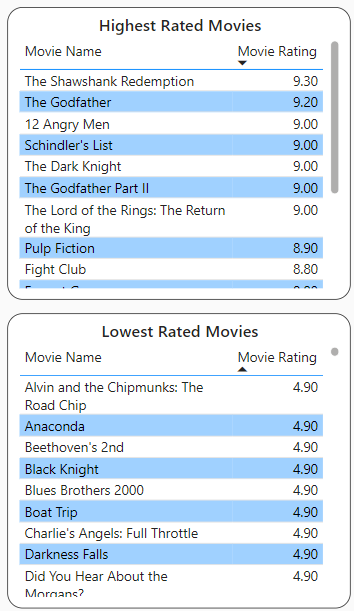 Highest Rated Movies
Movie Name Movie Rating
The Shawshank Redemption 9.30
The Godfather 9.20
12 Angry Men 9.00
Schindler's List 9.00
The Dark Knight 9.00
The Godfather Part II 9.00
The Lord of the Rings: The Return 9.00
of the King
Pulp Fiction 8.90
Fight Club 8.80
Lowest Rated Movies
Movie Name Movie Rating
Alvin and the Chipmunks: The 4.90
Road Chip
Anaconda 4.90
Beethoven's 2nd 4.90
Black Knight 4.90
Blues Brothers 2000 4.90
Boat Trip 4.90
Charlie's Angels: Full Throttle 4.90
Darkness Falls 4.90
Did You Hear About the 4.90
Morgans?